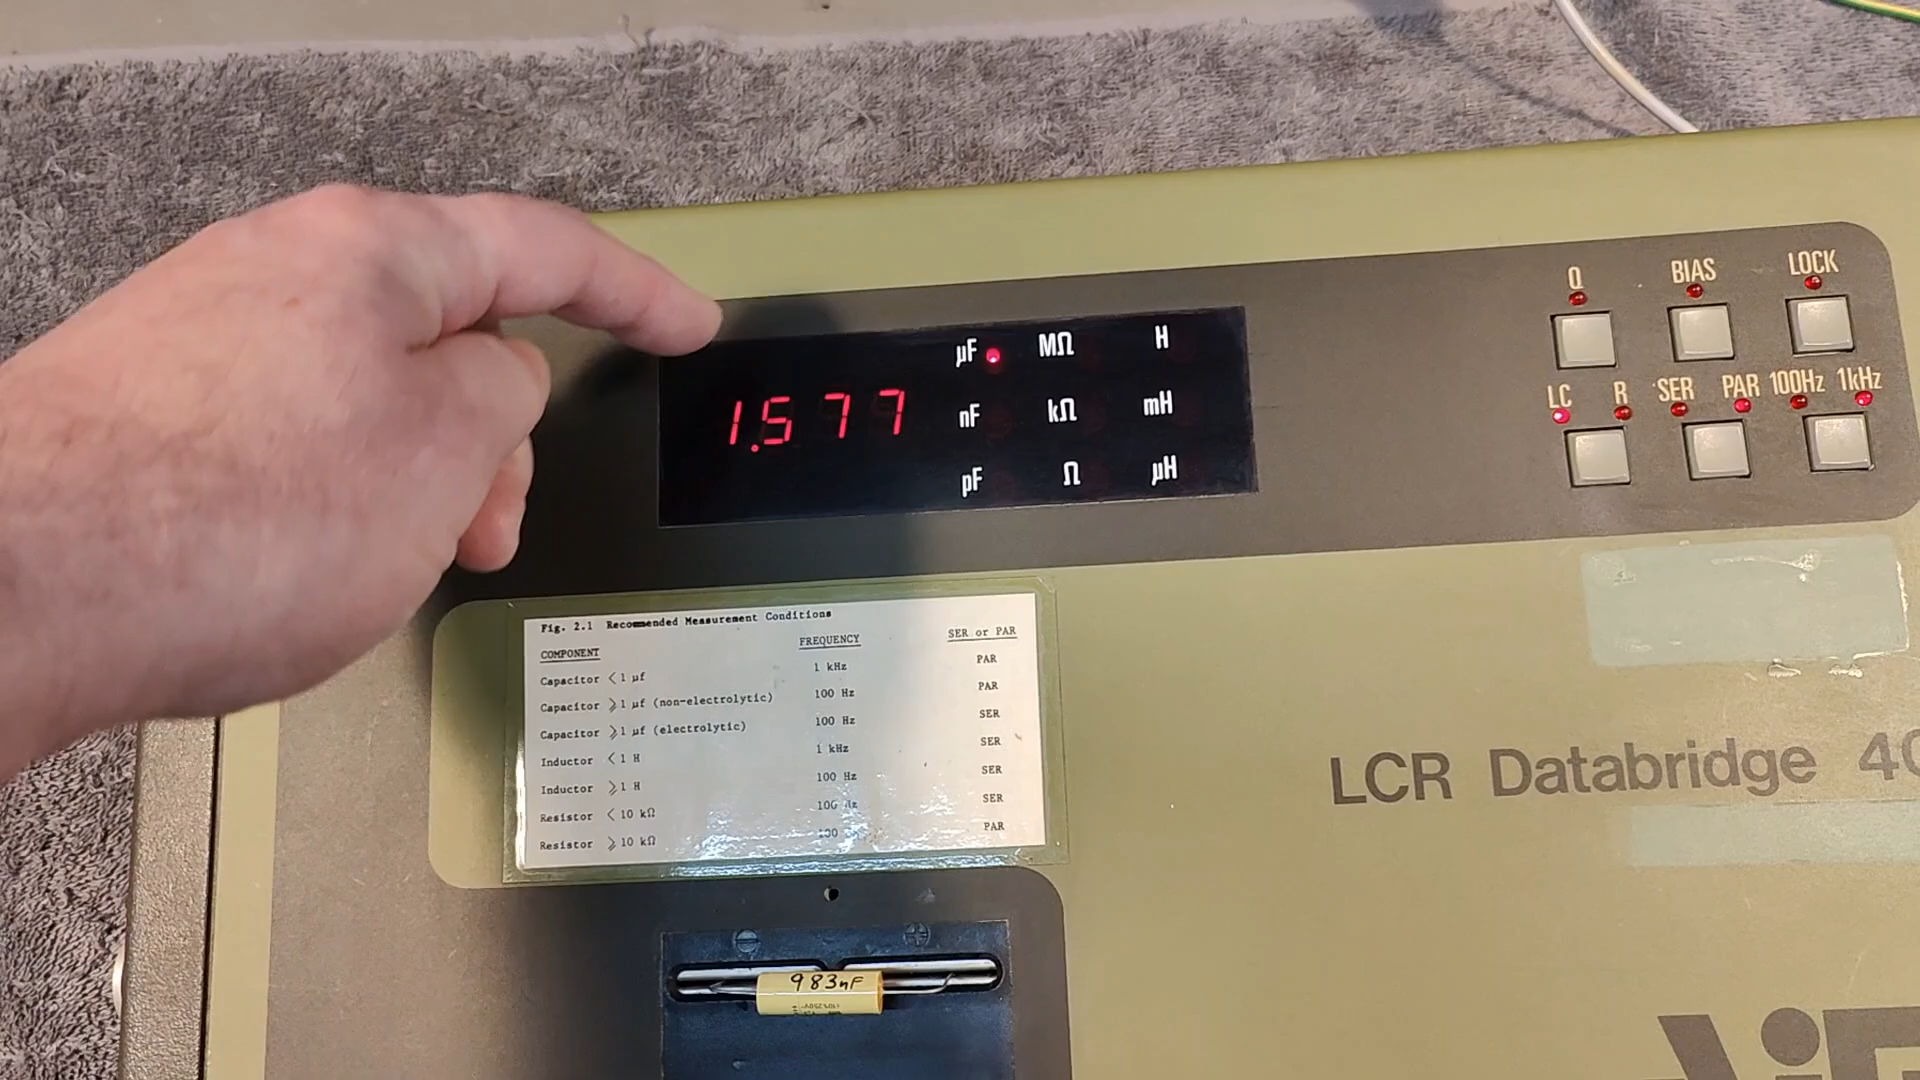 Q BIAS LOCK
LC R SER PAR 100Hz 1kHz
1.577
µF MΩ H
nF kΩ mH
pF Ω µH
Fig. 2.1 Recommended Measurement Conditions
COMPONENT FREQUENCY SER or PAR
Capacitor < 1 µf 1 kHz PAR
Capacitor ⩾ 1 µf (non-electrolytic) 100 Hz PAR
Capacitor ⩾ 1 µf (electrolytic) 100 Hz SER
Inductor < 1 H 1 kHz SER
Inductor ⩾ 1 H 100 Hz SER
Resistor < 10 kΩ 100 Hz SER
Resistor ⩾ 10 kΩ 100 PAR
LCR Databridge
983nF